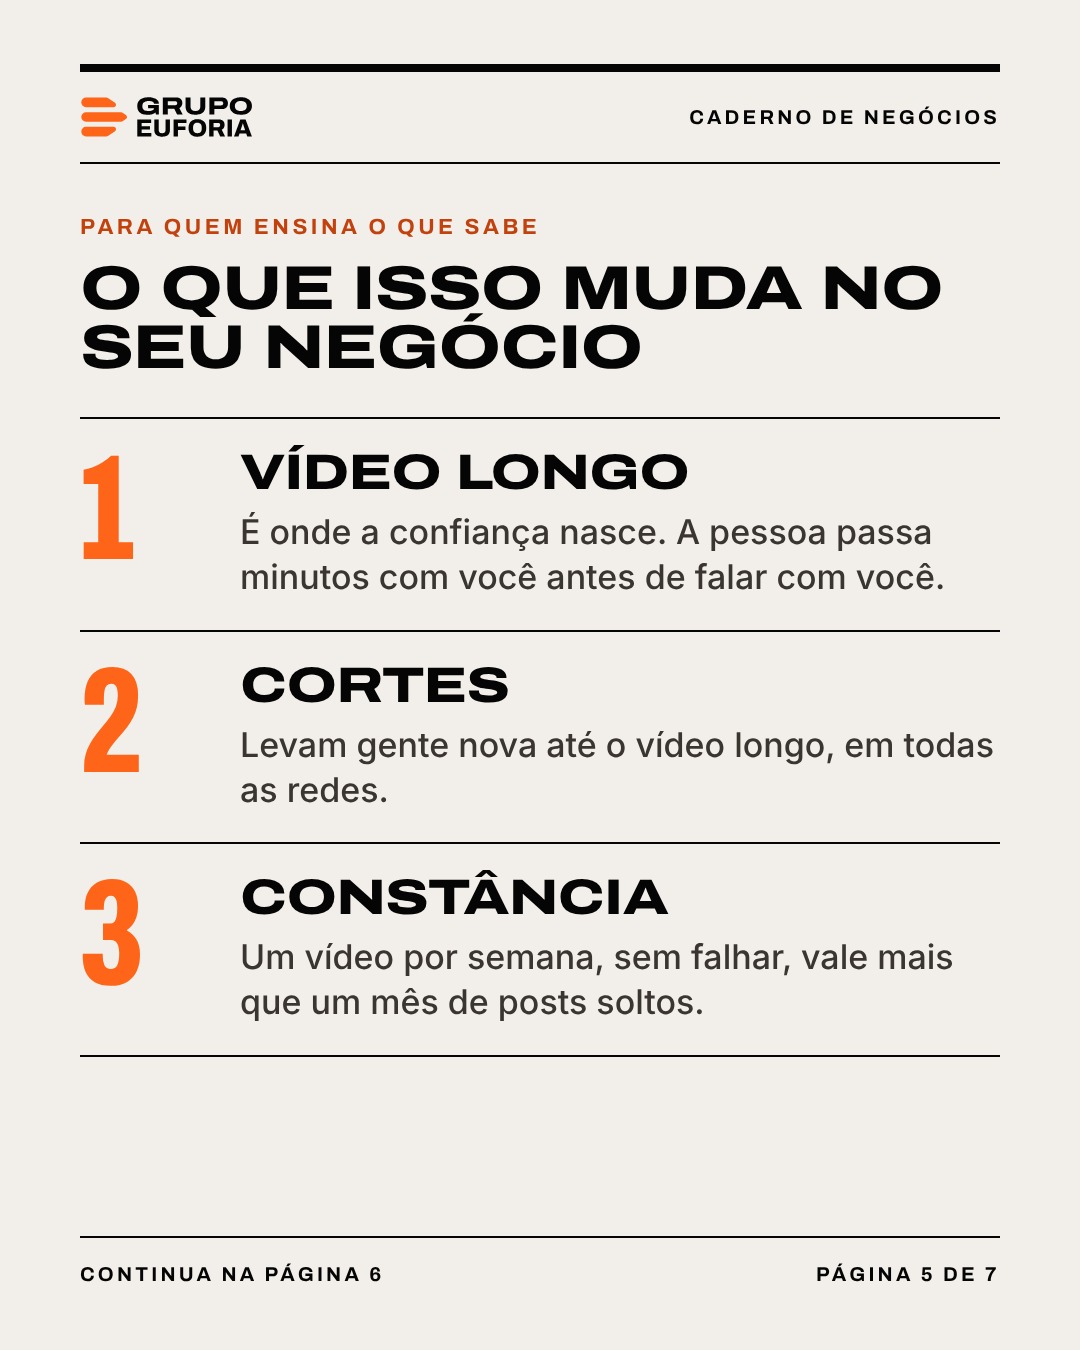 GRUPO
EUFORIA
CADERNO DE NEGÓCIOS
PARA QUEM ENSINA O QUE SABE
O QUE ISSO MUDA NO
SEU NEGÓCIO
1
VÍDEO LONGO
É onde a confiança nasce. A pessoa passa
minutos com você antes de falar com você.
2
CORTES
Levam gente nova até o vídeo longo, em todas
as redes.
3
CONSTÂNCIA
Um vídeo por semana, sem falhar, vale mais
que um mês de posts soltos.
CONTINUA NA PÁGINA 6
PÁGINA 5 DE 7